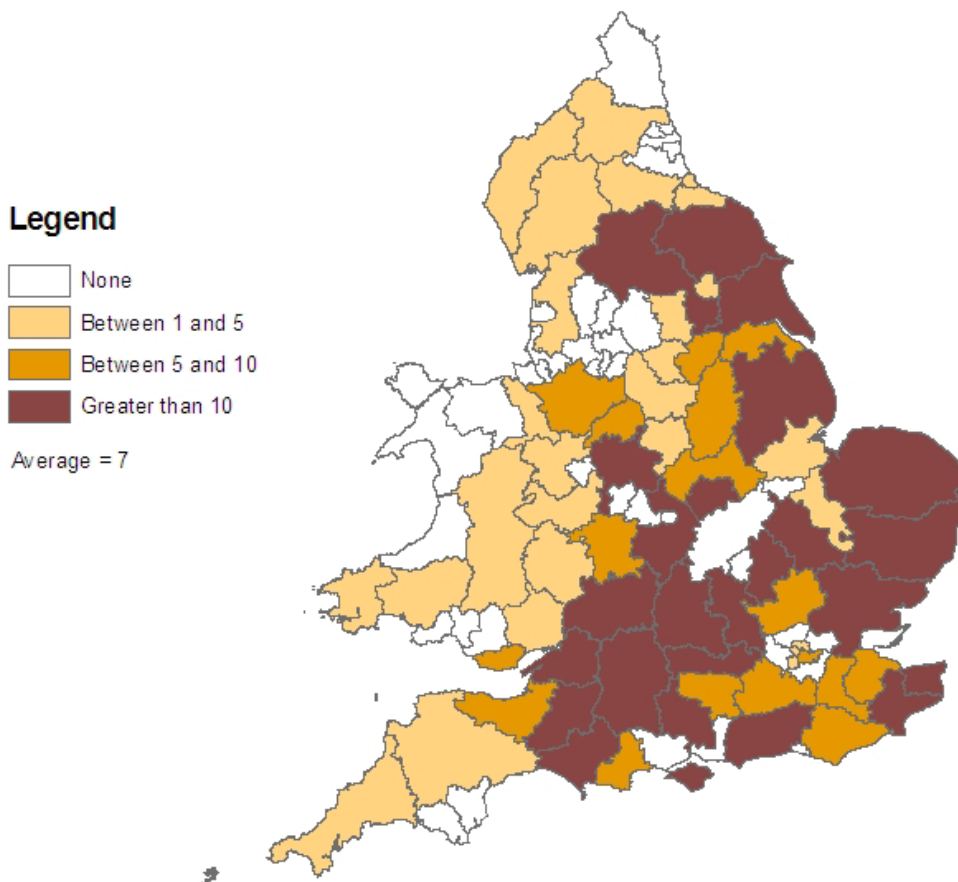 Legend
None
Between 1 and 5
Between 5 and 10
Greater than 10
Average = 7